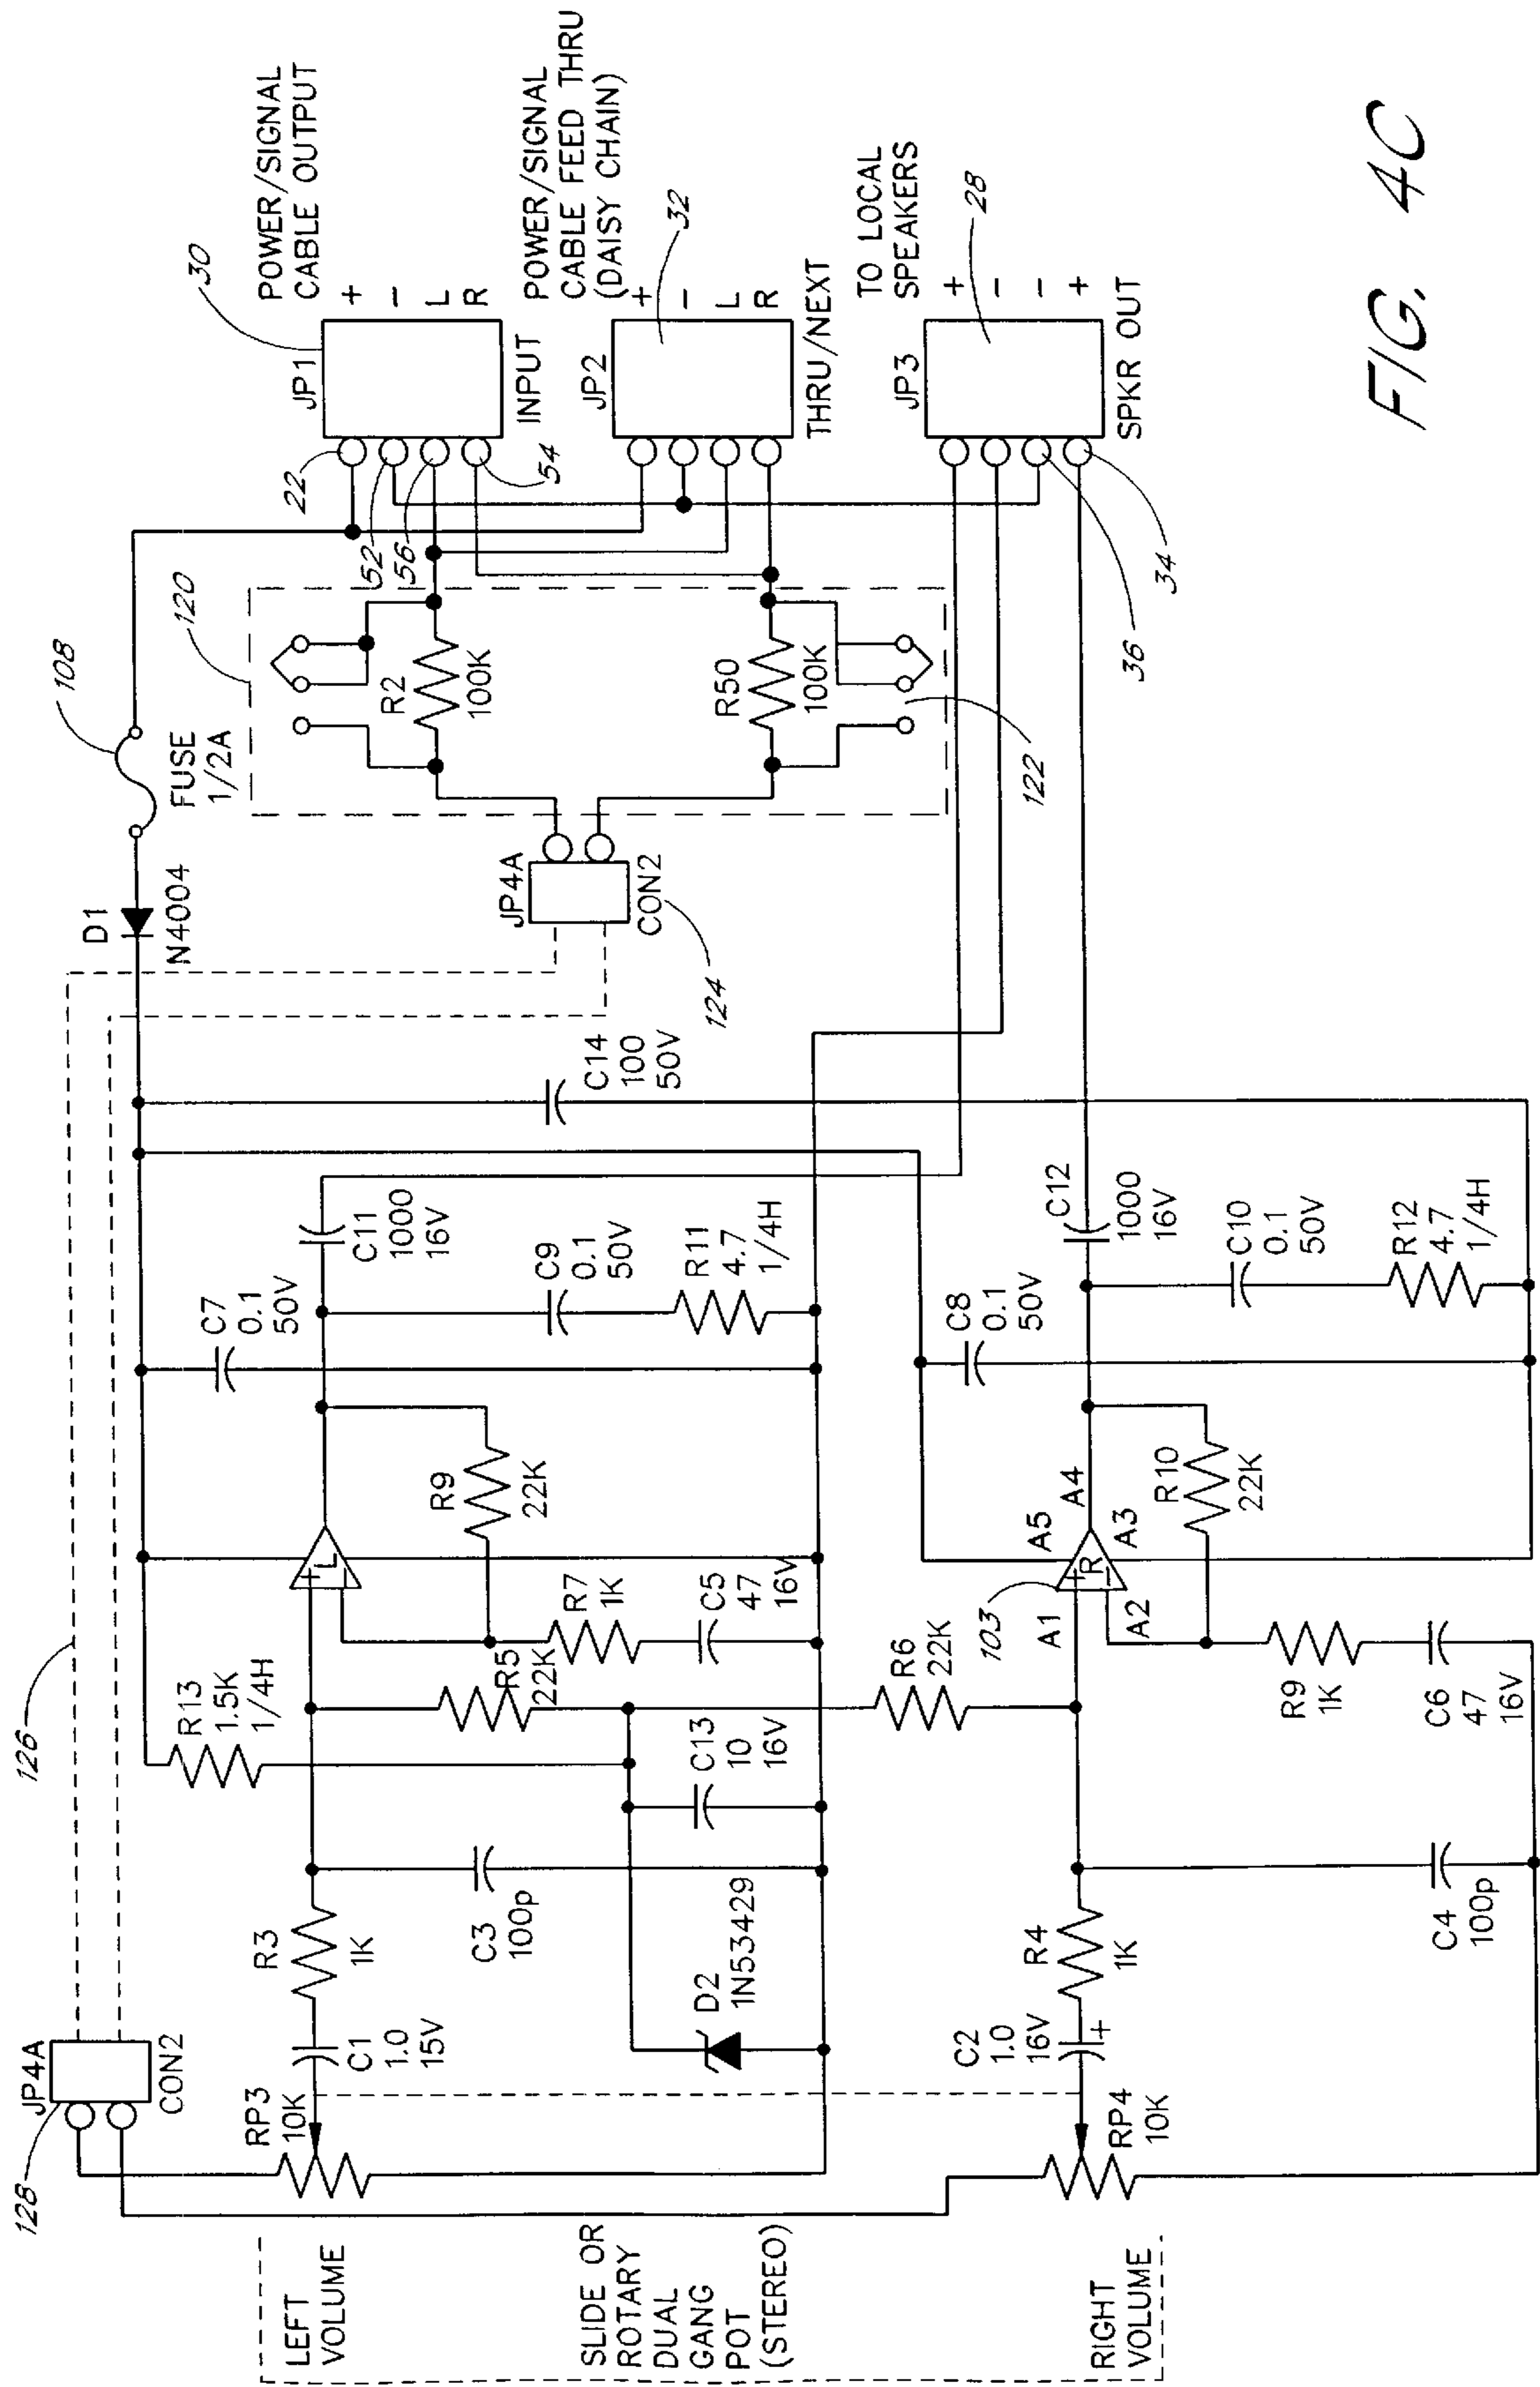 128
JP4A
CON2
126
LEFT
VOLUME
SLIDE OR
ROTARY
DUAL
GANG
POT
(STEREO)
RIGHT
VOLUME
RP3
10K
C1
1.0
15V
R3
1K
C3
100p
D2
1N53429
C2
1.0
16V
+
RP4
10K
R4
1K
C4
100p
R13
1.5K
1/4H
R5
22K
C13
10
16V
R6
22K
R7
1K
C5
47
16V
+
L
−
R9
22K
103
A1
A2
+
R
−
A5
A4
A3
R10
22K
R9
1K
C6
47
16V
C7
0.1
50V
C11
1000
16V
C9
0.1
50V
R11
4.7
1/4H
C8
0.1
50V
C12
1000
16V
C10
0.1
50V
R12
4.7
1/4H
C14
100
50V
D1
N4004
FUSE
1/2A
108
JP4A
CON2
124
120
R2
100K
R50
100K
122
22
52
56
54
JP1
INPUT
30
POWER/SIGNAL
CABLE OUTPUT
+
−
L
R
JP2
THRU/NEXT
32
POWER/SIGNAL
CABLE FEED THRU
(DAISY CHAIN)
+
−
L
R
JP3
SPKR OUT
28
TO LOCAL
SPEAKERS
+
−
−
+
36
34
FIG. 4C